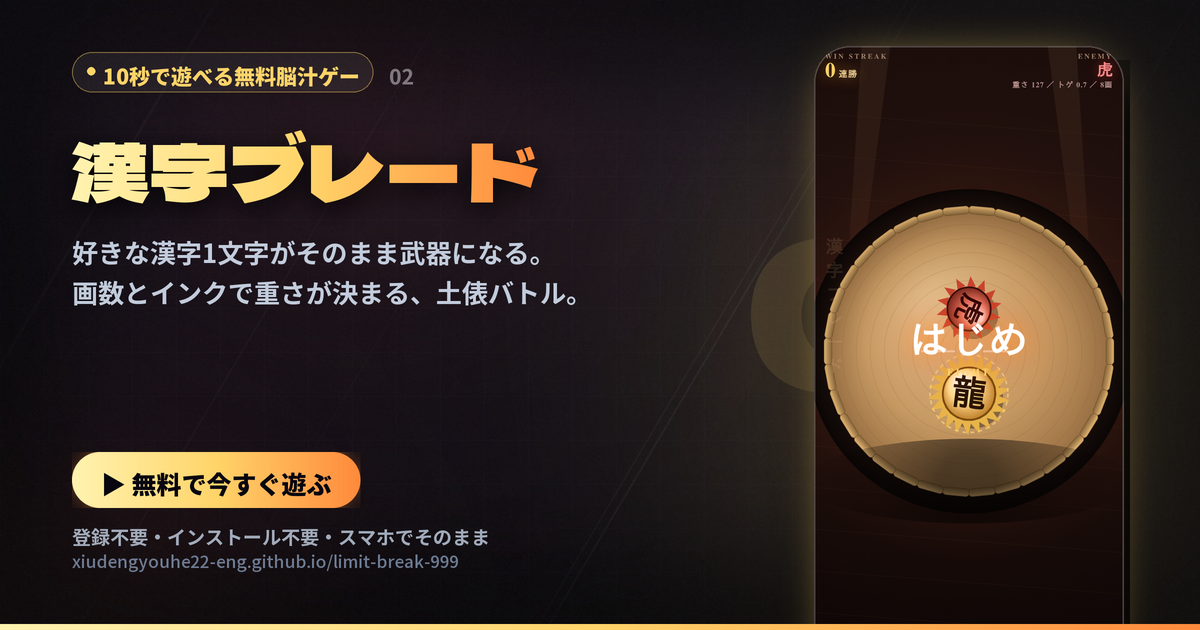 10秒で遊べる無料脳汁ゲー
02
漢字ブレード
好きな漢字1文字がそのまま武器になる。
画数とインクで重さが決まる、土俵バトル。
▶ 無料で今すぐ遊ぶ
登録不要・インストール不要・スマホでそのまま
xiudengyouhe22-eng.github.io/limit-break-999
WIN STREAK
0 連勝
ENEMY
虎
重さ 127 ／ トゲ 0.7 ／ 8画
漢
字
虎
はじめ
龍